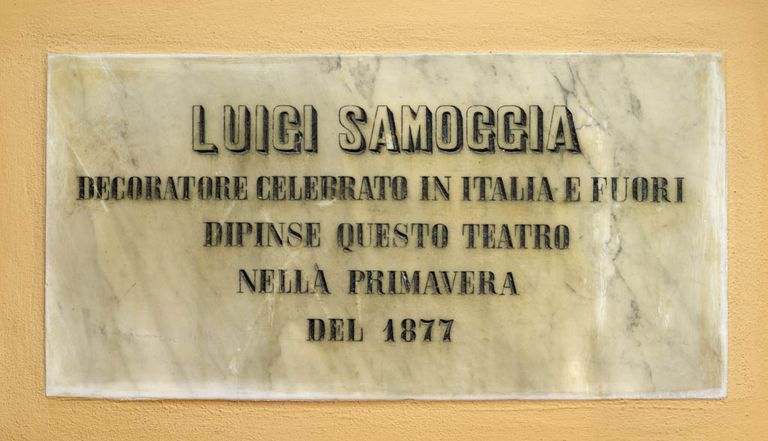 LUIGI SAMOGGIA
DECORATORE CELEBRATO IN ITALIA E FUORI
DIPINSE QUESTO TEATRO
NELLA PRIMAVERA
DEL 1877